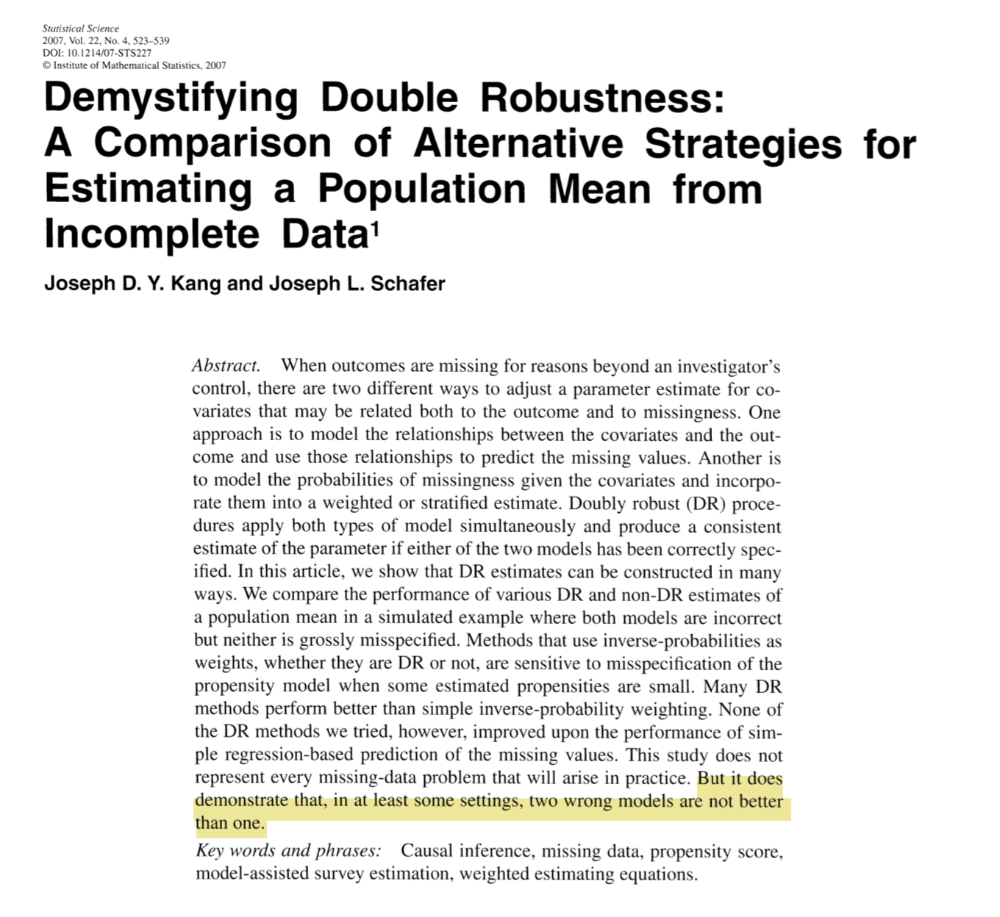 Statistical Science
2007, Vol. 22, No. 4, 523–539
DOI: 10.1214/07-STS227
© Institute of Mathematical Statistics, 2007
Demystifying Double Robustness:
A Comparison of Alternative Strategies for
Estimating a Population Mean from
Incomplete Data¹
Joseph D. Y. Kang and Joseph L. Schafer
Abstract. When outcomes are missing for reasons beyond an investigator's
control, there are two different ways to adjust a parameter estimate for co-
variates that may be related both to the outcome and to missingness. One
approach is to model the relationships between the covariates and the out-
come and use those relationships to predict the missing values. Another is
to model the probabilities of missingness given the covariates and incorpo-
rate them into a weighted or stratified estimate. Doubly robust (DR) proce-
dures apply both types of model simultaneously and produce a consistent
estimate of the parameter if either of the two models has been correctly spec-
ified. In this article, we show that DR estimates can be constructed in many
ways. We compare the performance of various DR and non-DR estimates of
a population mean in a simulated example where both models are incorrect
but neither is grossly misspecified. Methods that use inverse-probabilities as
weights, whether they are DR or not, are sensitive to misspecification of the
propensity model when some estimated propensities are small. Many DR
methods perform better than simple inverse-probability weighting. None of
the DR methods we tried, however, improved upon the performance of sim-
ple regression-based prediction of the missing values. This study does not
represent every missing-data problem that will arise in practice. But it does
demonstrate that, in at least some settings, two wrong models are not better
than one.
Key words and phrases: Causal inference, missing data, propensity score,
model-assisted survey estimation, weighted estimating equations.